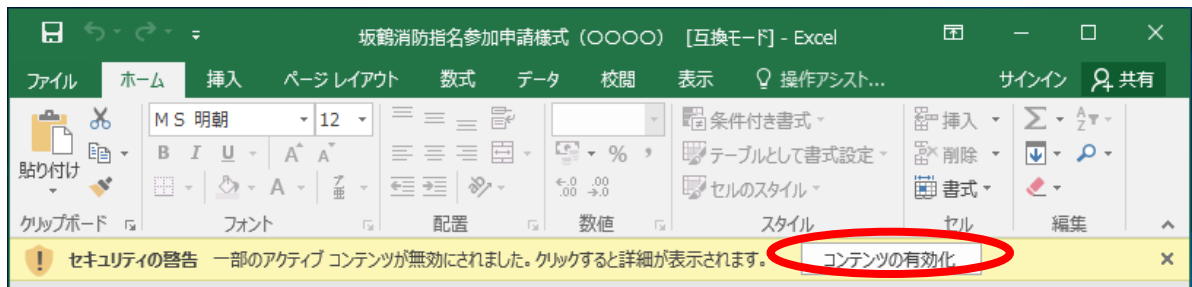 坂鶴消防指名参加申請様式（○○○○） [互換モード] - Excel
ファイル ホーム 挿入 ページ レイアウト 数式 データ 校閲 表示 操作アシスト... サインイン 共有
ＭＳ 明朝 12 条件付き書式 挿入
貼り付け B I U A A % , テーブルとして書式設定 削除
A 亜 .00 .00 セルのスタイル 書式
クリップボード フォント 配置 数値 スタイル セル 編集
セキュリティの警告 一部のアクティブ コンテンツが無効にされました。クリックすると詳細が表示されます。 コンテンツの有効化